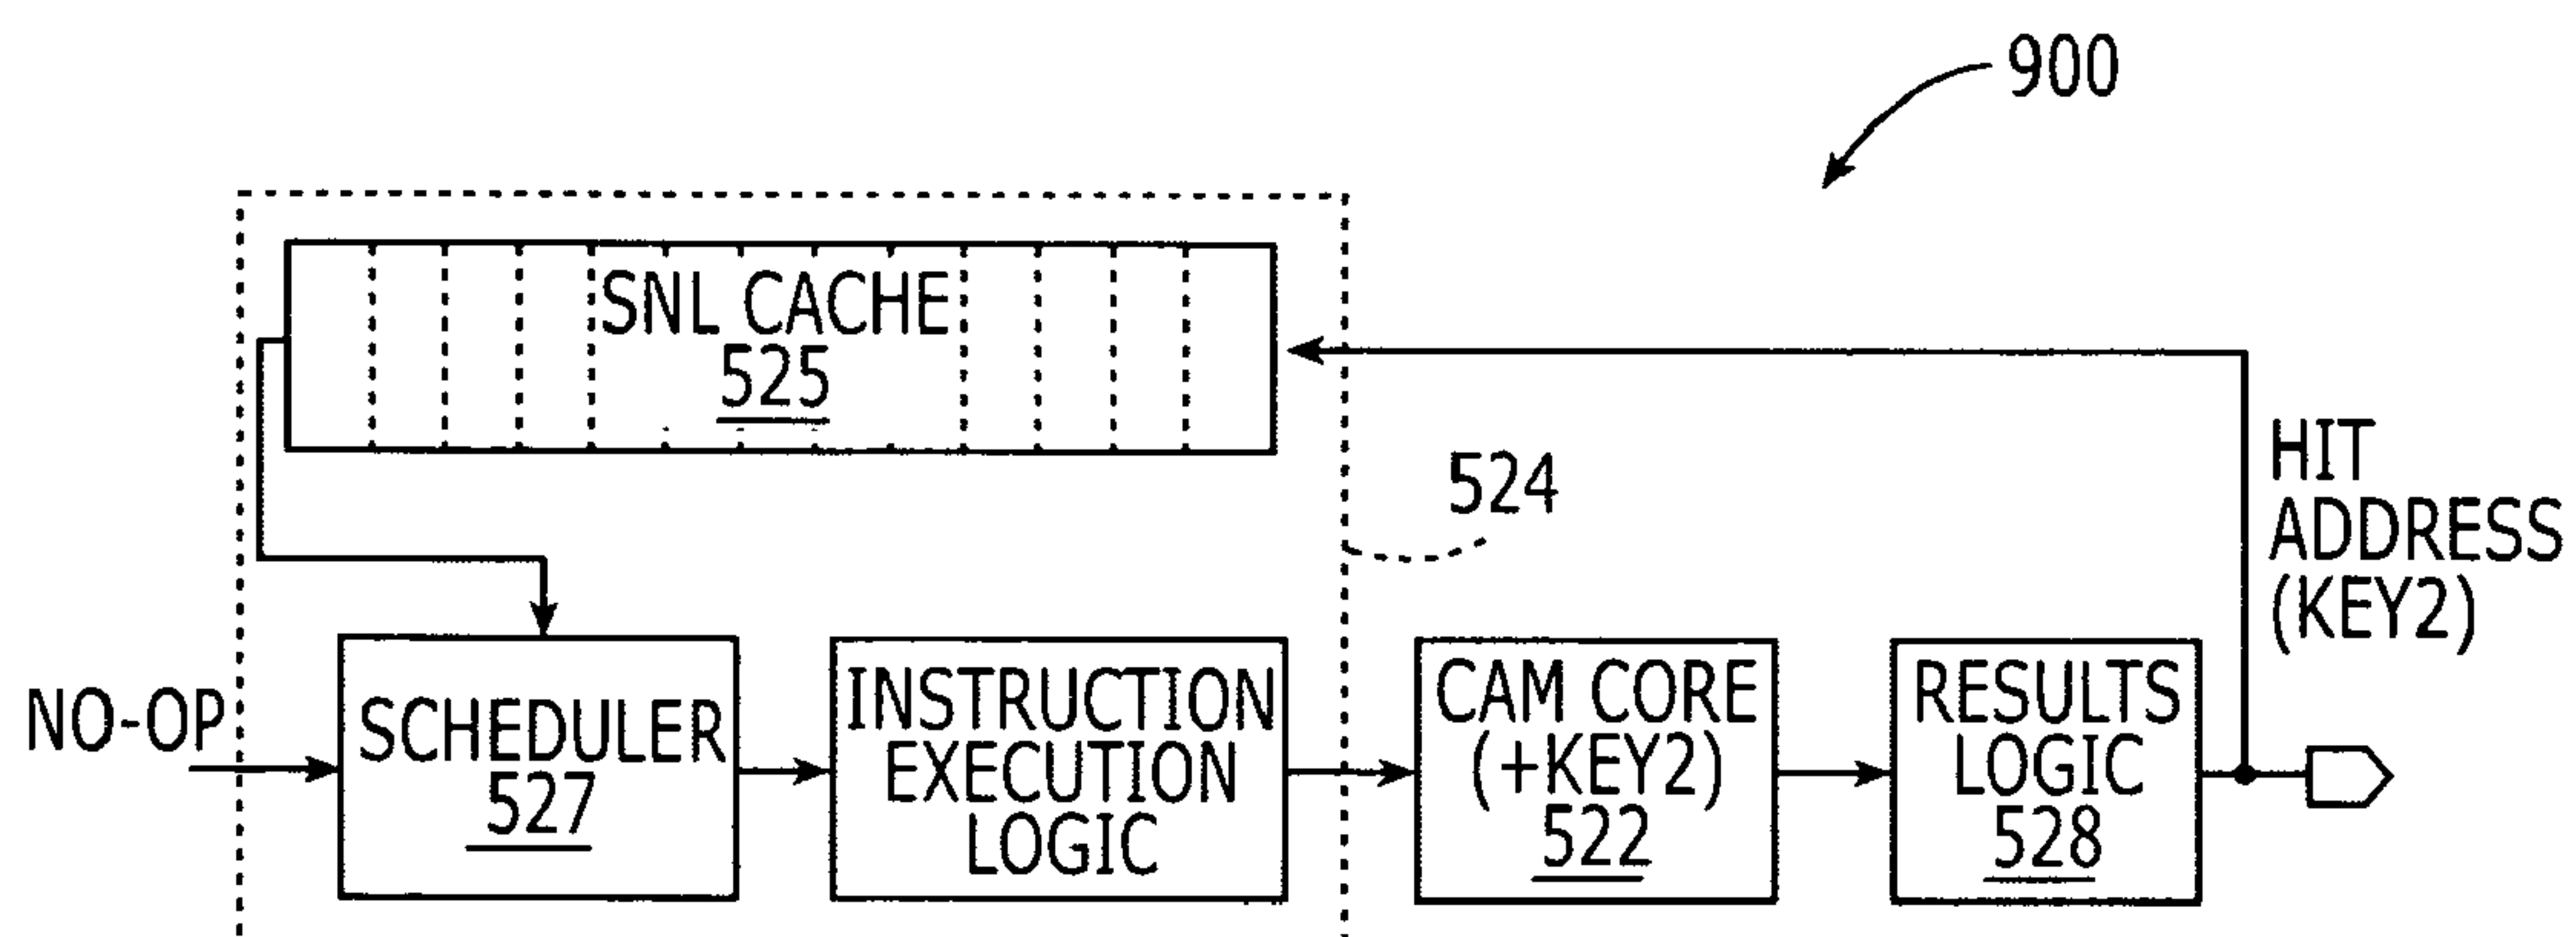 900
SNL CACHE
525
524
HIT
ADDRESS
(KEY2)
NO-OP
SCHEDULER
527
INSTRUCTION
EXECUTION
LOGIC
CAM CORE
(+KEY2)
522
RESULTS
LOGIC
528